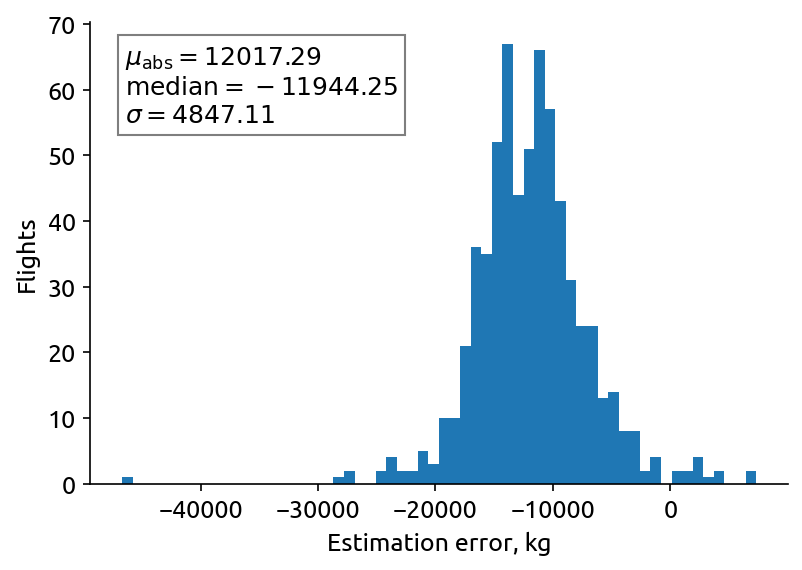 70
60
50
40
30
20
10
0
Flights
μabs = 12017.29
median = −11944.25
σ = 4847.11
−40000 −30000 −20000 −10000 0
Estimation error, kg